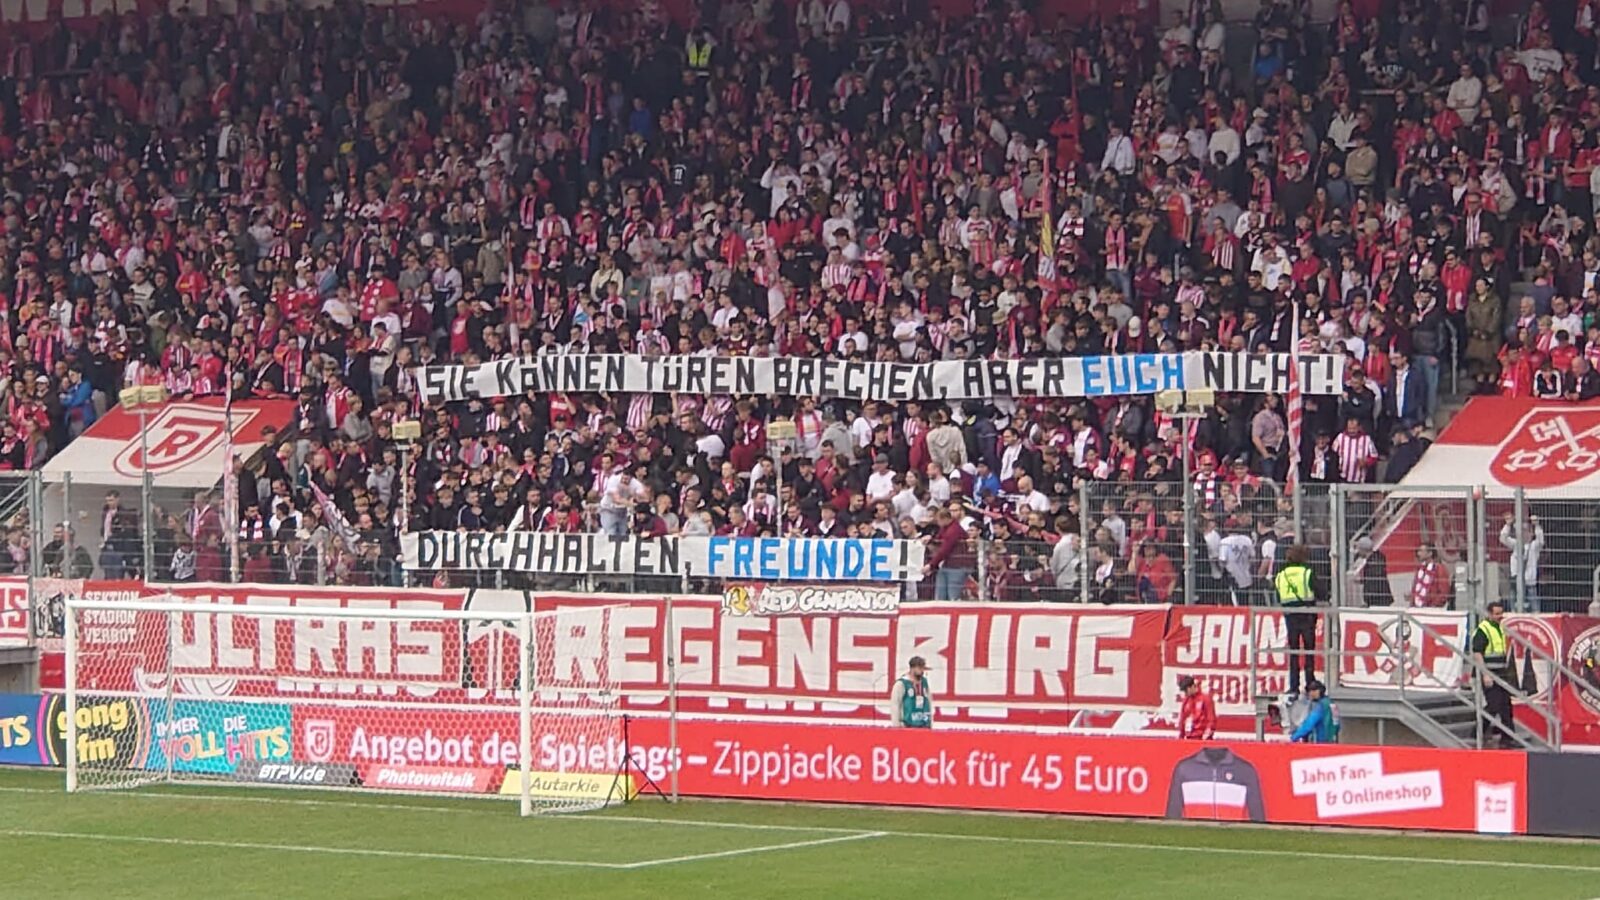 SIE KÖNNEN TÜREN BRECHEN, ABER EUCH NICHT!
DURCHHALTEN, FREUNDE!
RED GENERATION
SEKTION
STADION
VERBOT
ULTRAS REGENSBURG
JAHN
R
gong
fm
IMMER DIE
VOLL HITS
BTPV.de
Photovoltaik
Autarkie
Angebot des Spieltags – Zippjacke Block für 45 Euro
Jahn Fan-
& Onlineshop